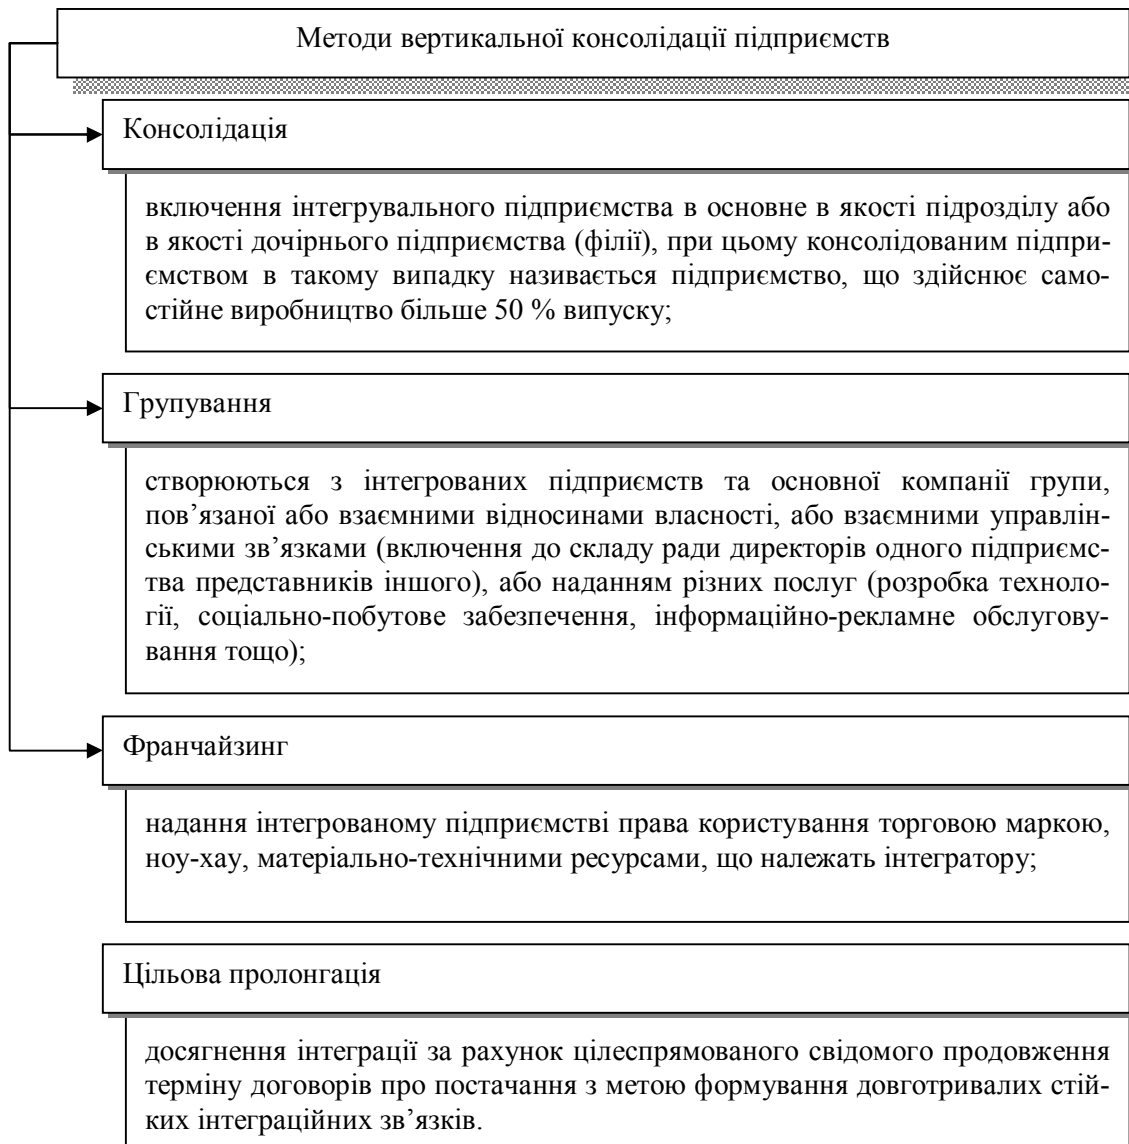 Методи вертикальної консолідації підприємств
Консолідація
включення інтегрувального підприємства в основне в якості підрозділу або
в якості дочірнього підприємства (філії), при цьому консолідованим підпри-
ємством в такому випадку називається підприємство, що здійснює само-
стійне виробництво більше 50 % випуску;
Групування
створюються з інтегрованих підприємств та основної компанії групи,
пов’язаної або взаємними відносинами власності, або взаємними управлін-
ськими зв’язками (включення до складу ради директорів одного підприємс-
тва представників іншого), або наданням різних послуг (розробка техноло-
гії, соціально-побутове забезпечення, інформаційно-рекламне обслугову-
вання тощо);
Франчайзинг
надання інтегрованому підприємстві права користування торговою маркою,
ноу-хау, матеріально-технічними ресурсами, що належать інтегратору;
Цільова пролонгація
досягнення інтеграції за рахунок цілеспрямованого свідомого продовження
терміну договорів про постачання з метою формування довготривалих стій-
ких інтеграційних зв’язків.